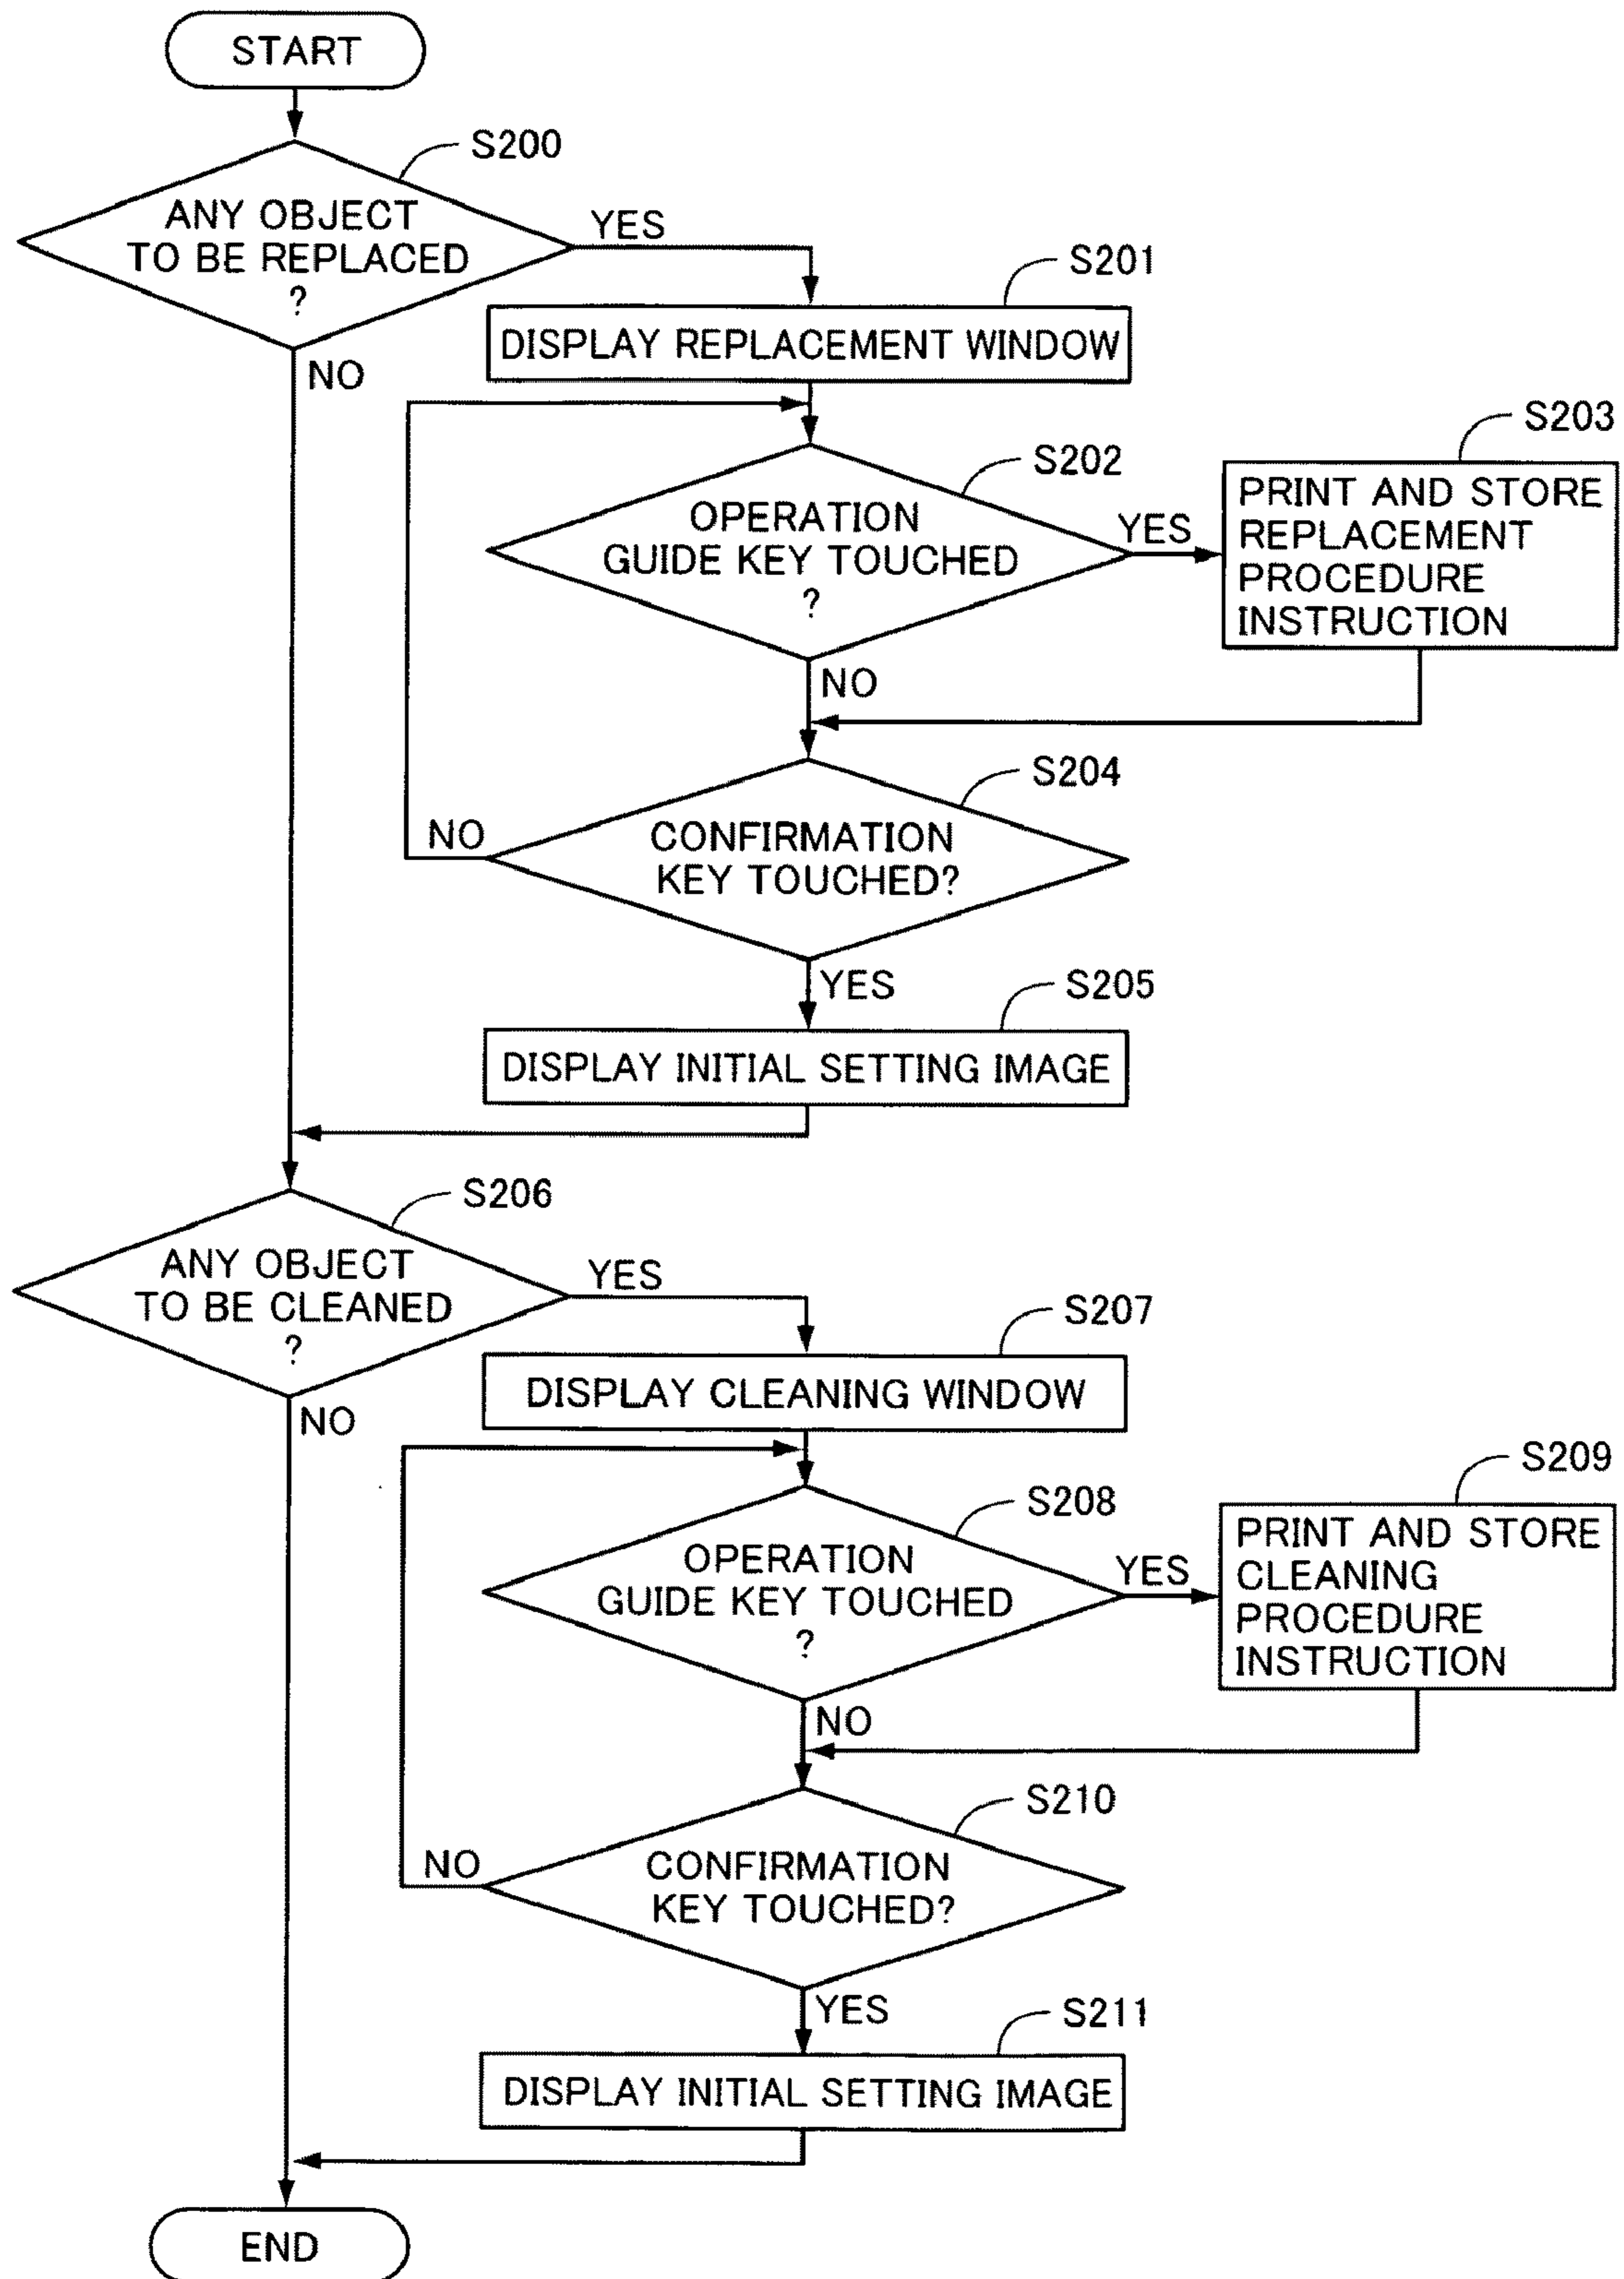 START
S200
ANY OBJECT
TO BE REPLACED
?
YES
NO
S201
DISPLAY REPLACEMENT WINDOW
S202
OPERATION
GUIDE KEY TOUCHED
?
YES
NO
S203
PRINT AND STORE
REPLACEMENT
PROCEDURE
INSTRUCTION
S204
CONFIRMATION
KEY TOUCHED?
NO
YES
S205
DISPLAY INITIAL SETTING IMAGE
S206
ANY OBJECT
TO BE CLEANED
?
YES
NO
S207
DISPLAY CLEANING WINDOW
S208
OPERATION
GUIDE KEY TOUCHED
?
YES
NO
S209
PRINT AND STORE
CLEANING
PROCEDURE
INSTRUCTION
S210
CONFIRMATION
KEY TOUCHED?
NO
YES
S211
DISPLAY INITIAL SETTING IMAGE
END